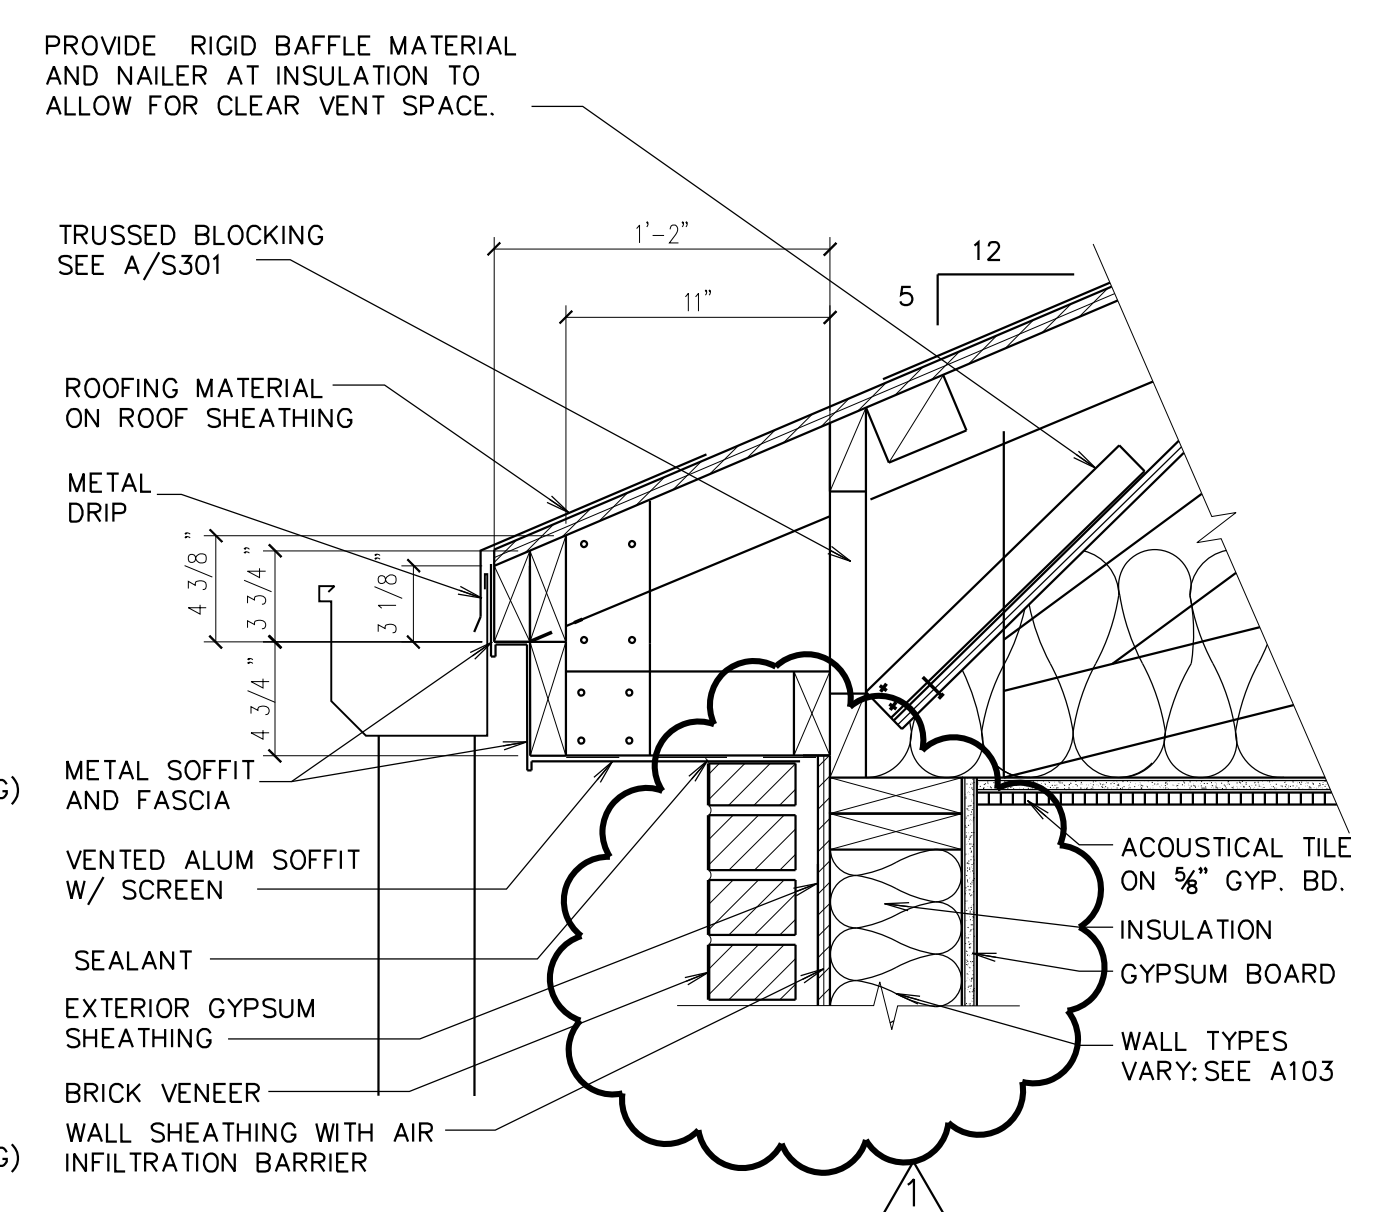 PROVIDE RIGID BAFFLE MATERIAL
AND NAILER AT INSULATION TO
ALLOW FOR CLEAR VENT SPACE.
TRUSSED BLOCKING
SEE A/S301
1'-2"
11"
12
5
ROOFING MATERIAL
ON ROOF SHEATHING
METAL
DRIP
4 3/8 "
3 3/4 "
3 1/8 "
4 3/4 "
METAL SOFFIT
AND FASCIA
G)
VENTED ALUM SOFFIT
W/ SCREEN
SEALANT
EXTERIOR GYPSUM
SHEATHING
BRICK VENEER
WALL SHEATHING WITH AIR
INFILTRATION BARRIER
G)
ACOUSTICAL TILE
ON 5/8" GYP. BD.
INSULATION
GYPSUM BOARD
WALL TYPES
VARY: SEE A103
1